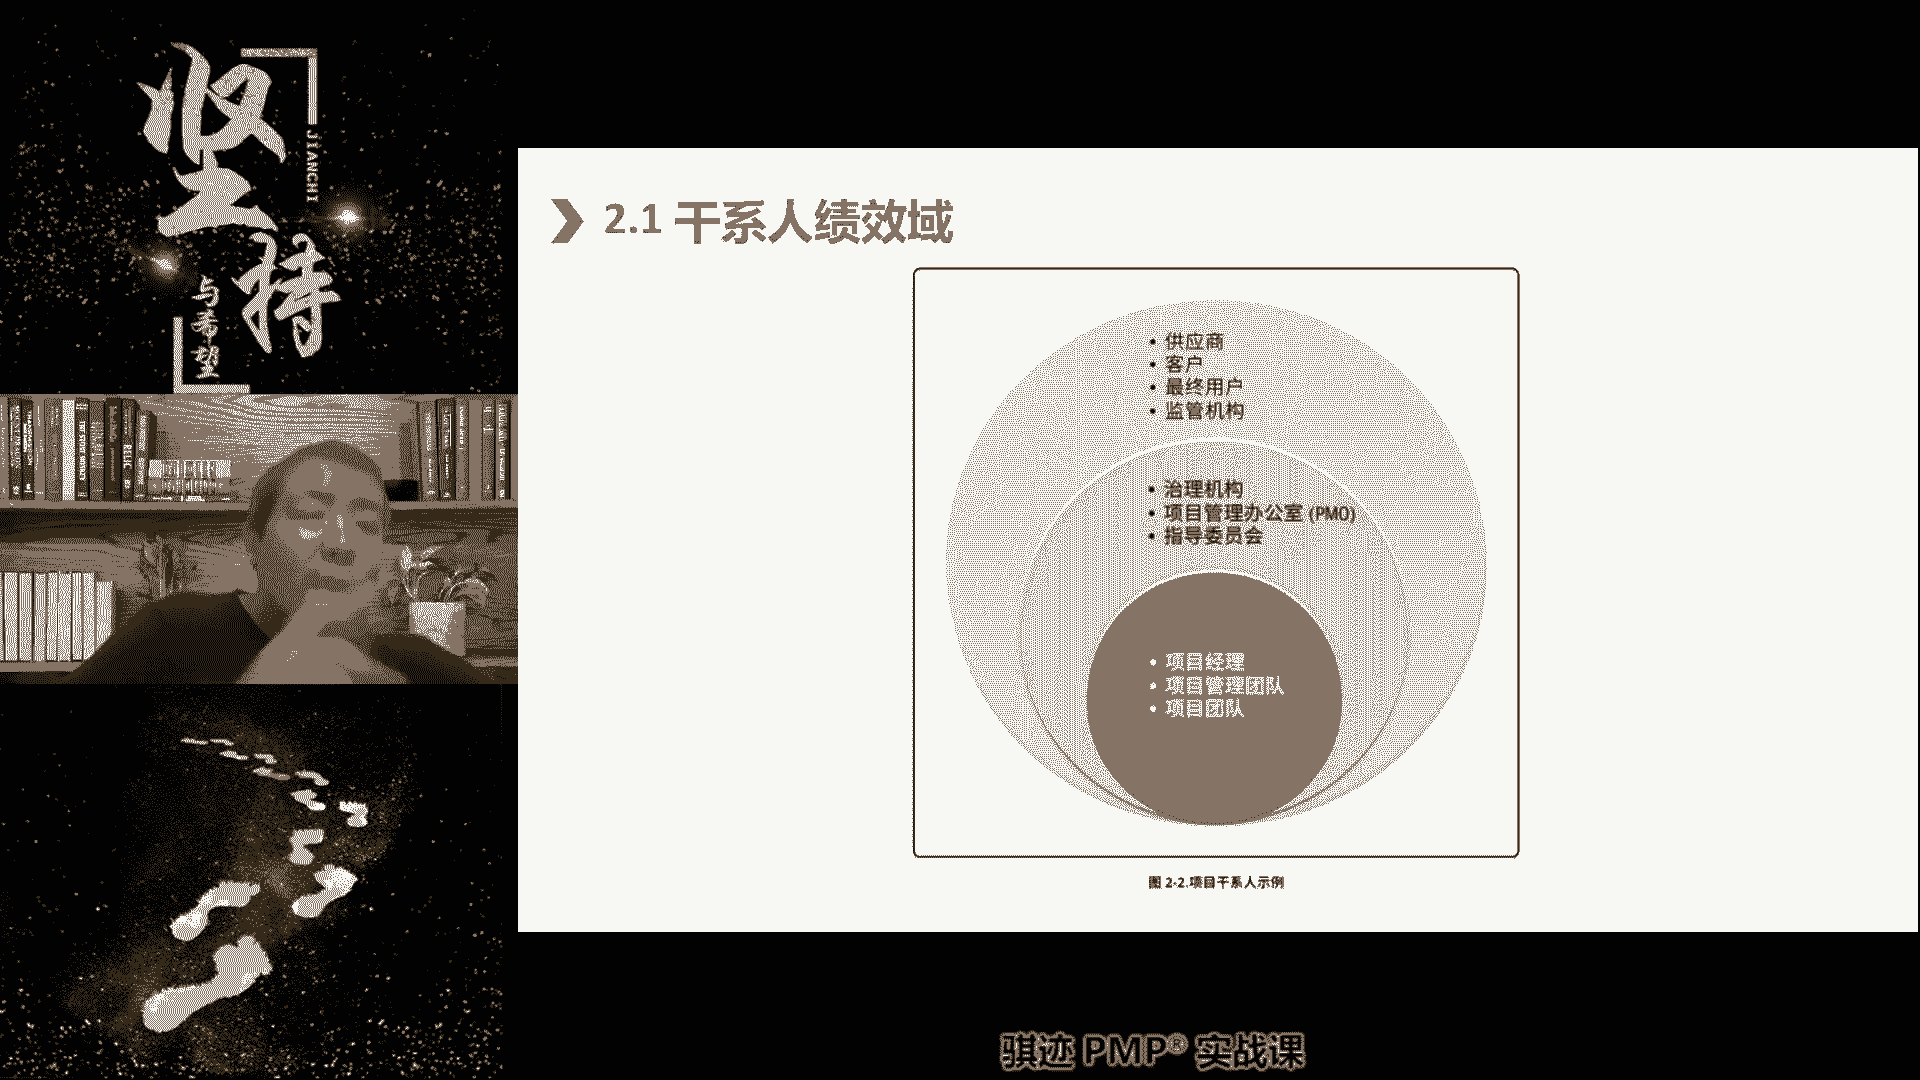 坚持
JIANCHI
与希望
2.1 干系人绩效域
• 供应商
• 客户
• 最终用户
• 监管机构
• 治理机构
• 项目管理办公室 (PMO)
• 指导委员会
• 项目经理
• 项目管理团队
• 项目团队
图 2-2.项目干系人示例
骐迹 PMP® 实战课